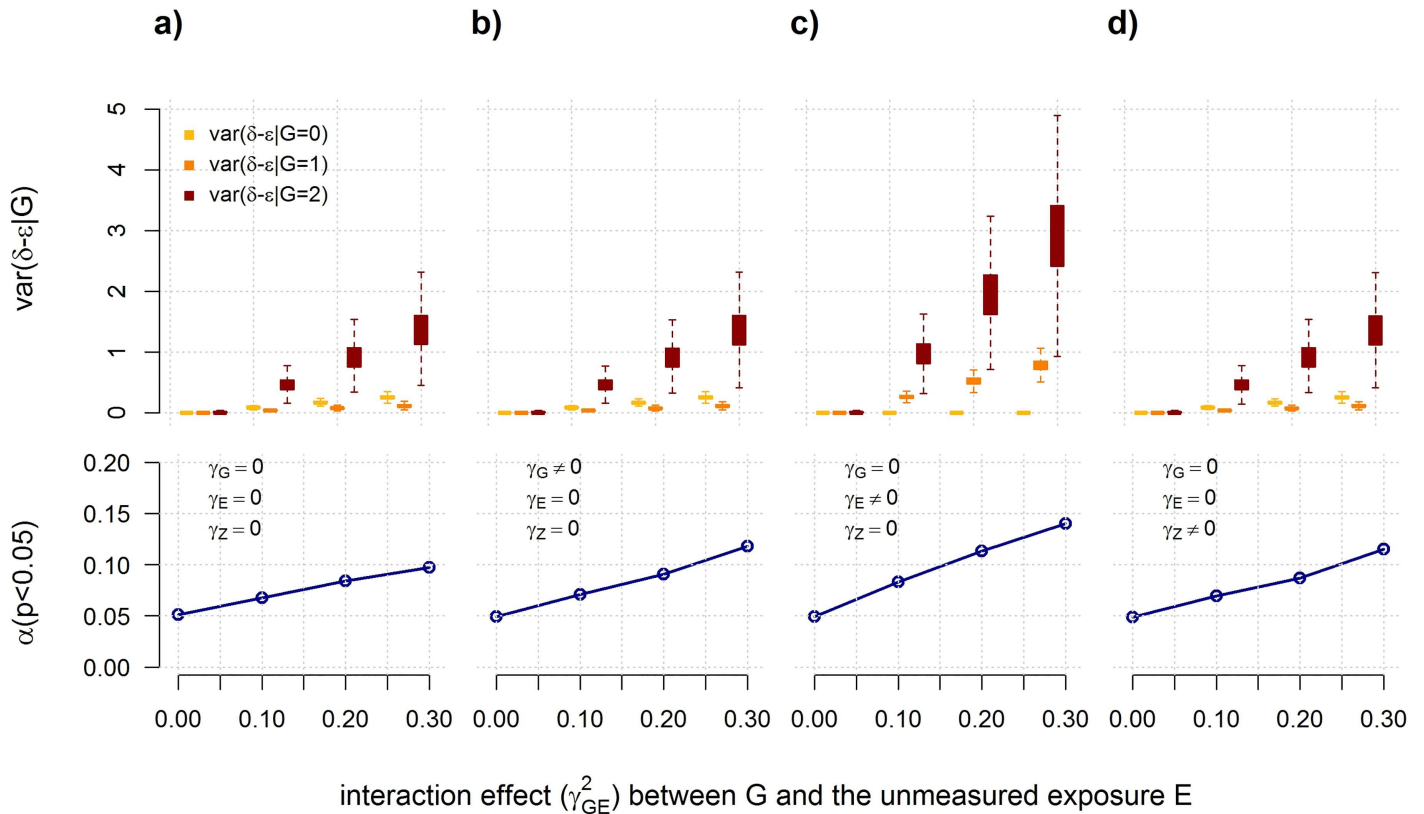 a) b) c) d)
var(δ-ε|G)
5
4
3
2
1
0
var(δ-ε|G=0)
var(δ-ε|G=1)
var(δ-ε|G=2)
α(p<0.05)
0.20
0.15
0.10
0.05
0.00
γG = 0
γE = 0
γZ = 0
γG ≠ 0
γE = 0
γZ = 0
γG = 0
γE ≠ 0
γZ = 0
γG = 0
γE = 0
γZ ≠ 0
0.00 0.10 0.20 0.30 0.00 0.10 0.20 0.30 0.00 0.10 0.20 0.30 0.00 0.10 0.20 0.30
interaction effect (γ²GE) between G and the unmeasured exposure E